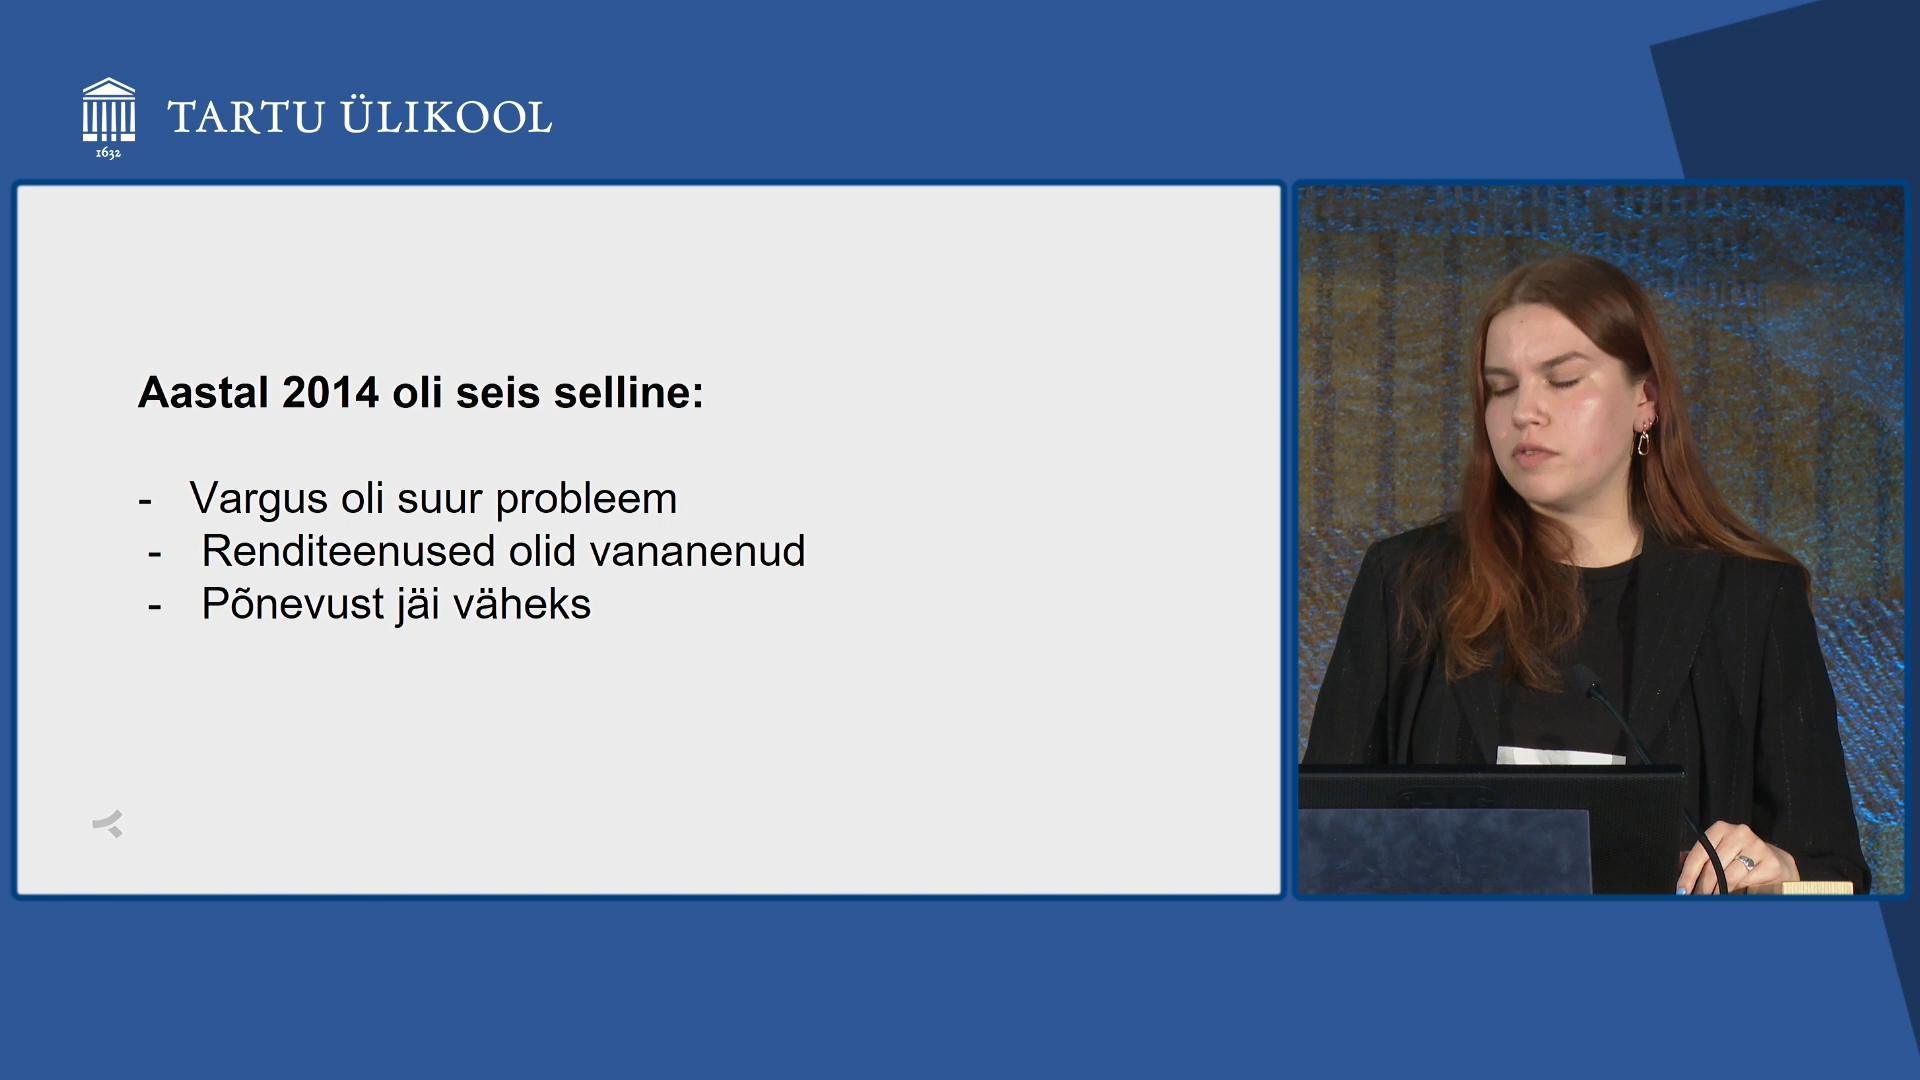 TARTU ÜLIKOOL
1632
Aastal 2014 oli seis selline:
- Vargus oli suur probleem
- Renditeenused olid vananenud
- Põnevust jäi väheks